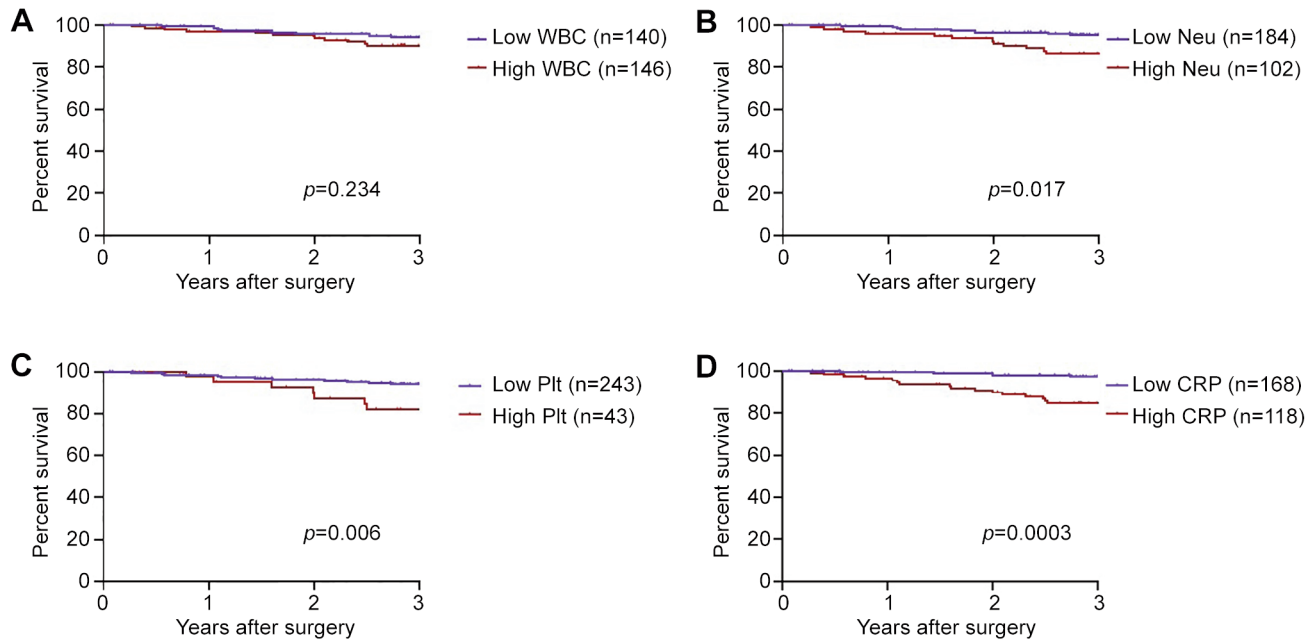 A
Percent survival
100
80
60
40
20
0
0 1 2 3
Years after surgery
Low WBC (n=140)
High WBC (n=146)
p=0.234
B
Percent survival
100
80
60
40
20
0
0 1 2 3
Years after surgery
Low Neu (n=184)
High Neu (n=102)
p=0.017
C
Percent survival
100
80
60
40
20
0
0 1 2 3
Years after surgery
Low Plt (n=243)
High Plt (n=43)
p=0.006
D
Percent survival
100
80
60
40
20
0
0 1 2 3
Years after surgery
Low CRP (n=168)
High CRP (n=118)
p=0.0003